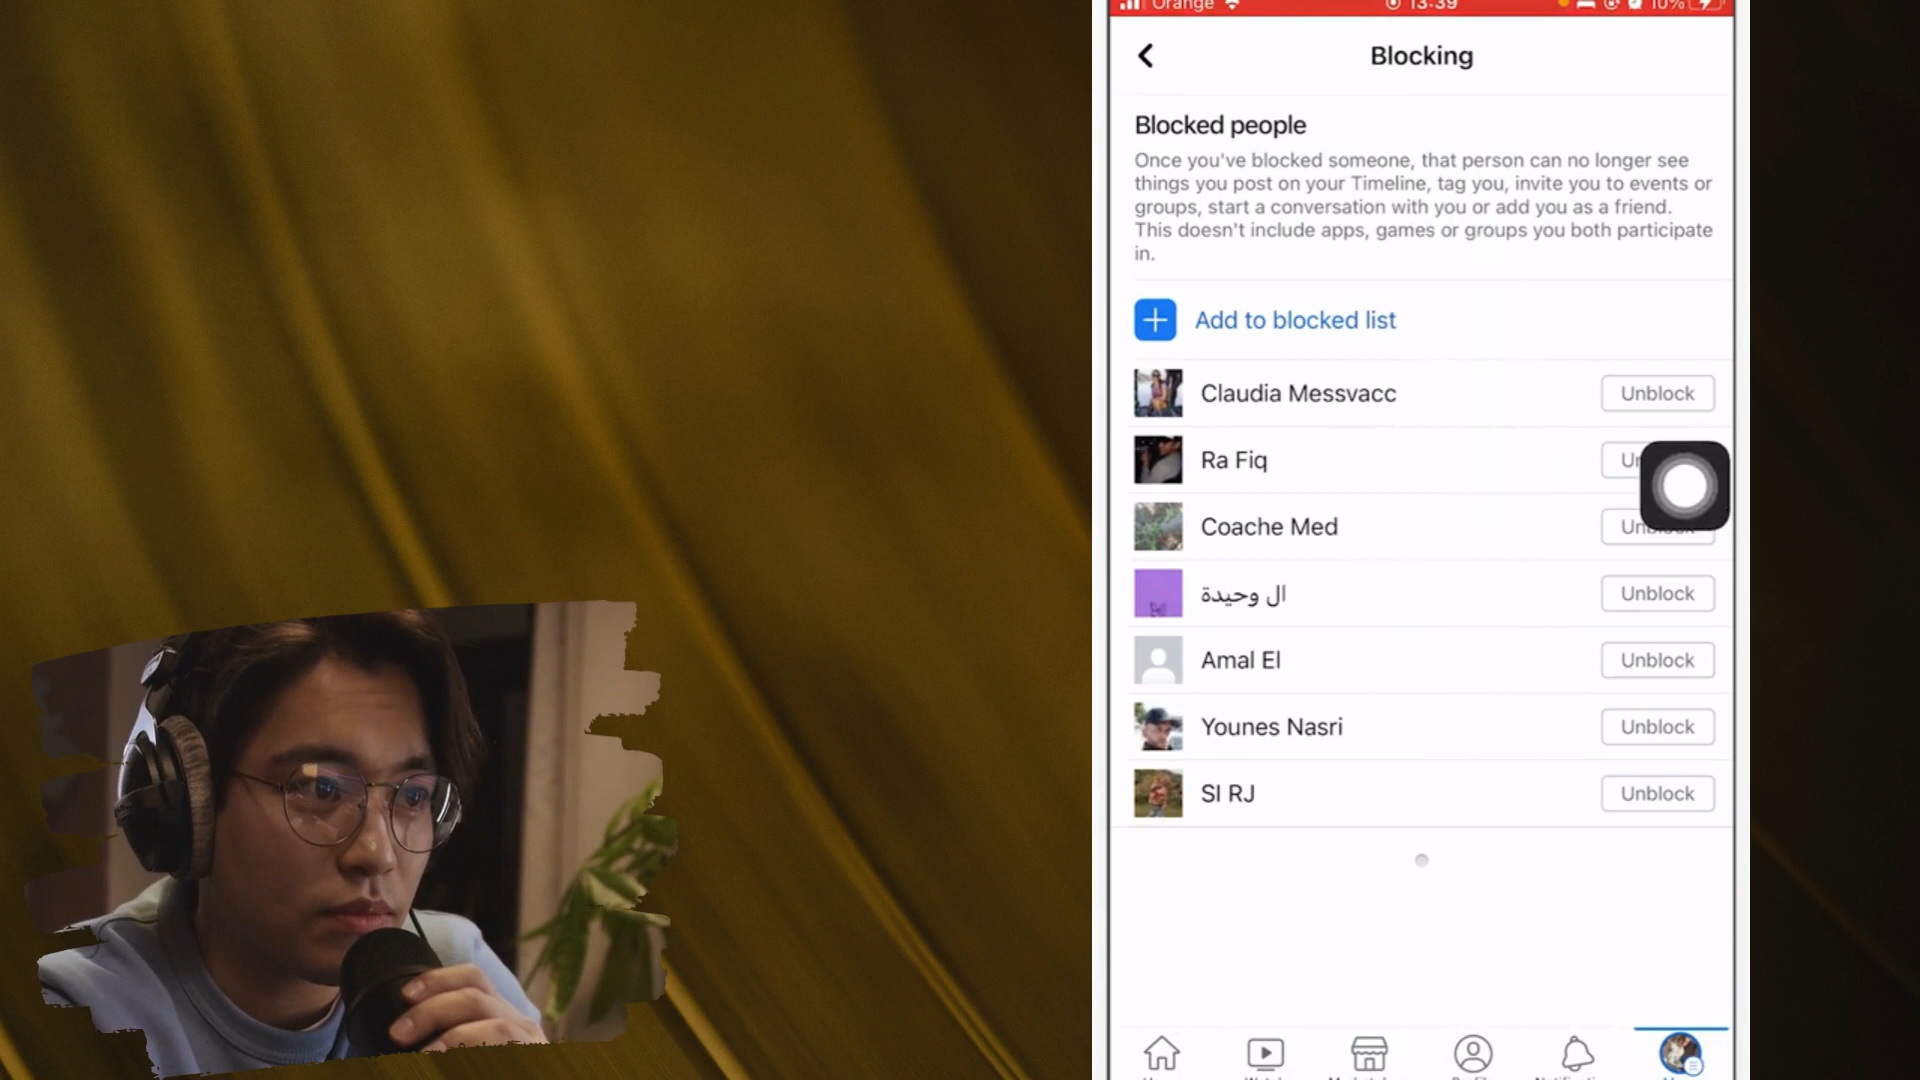 Orange 13:39 10%
Blocking
Blocked people
Once you've blocked someone, that person can no longer see
things you post on your Timeline, tag you, invite you to events or
groups, start a conversation with you or add you as a friend.
This doesn't include apps, games or groups you both participate
in.
Add to blocked list
Claudia Messvacc Unblock
Ra Fiq
Coache Med Unblock
ال وحيدة Unblock
Amal El Unblock
Younes Nasri Unblock
SI RJ Unblock